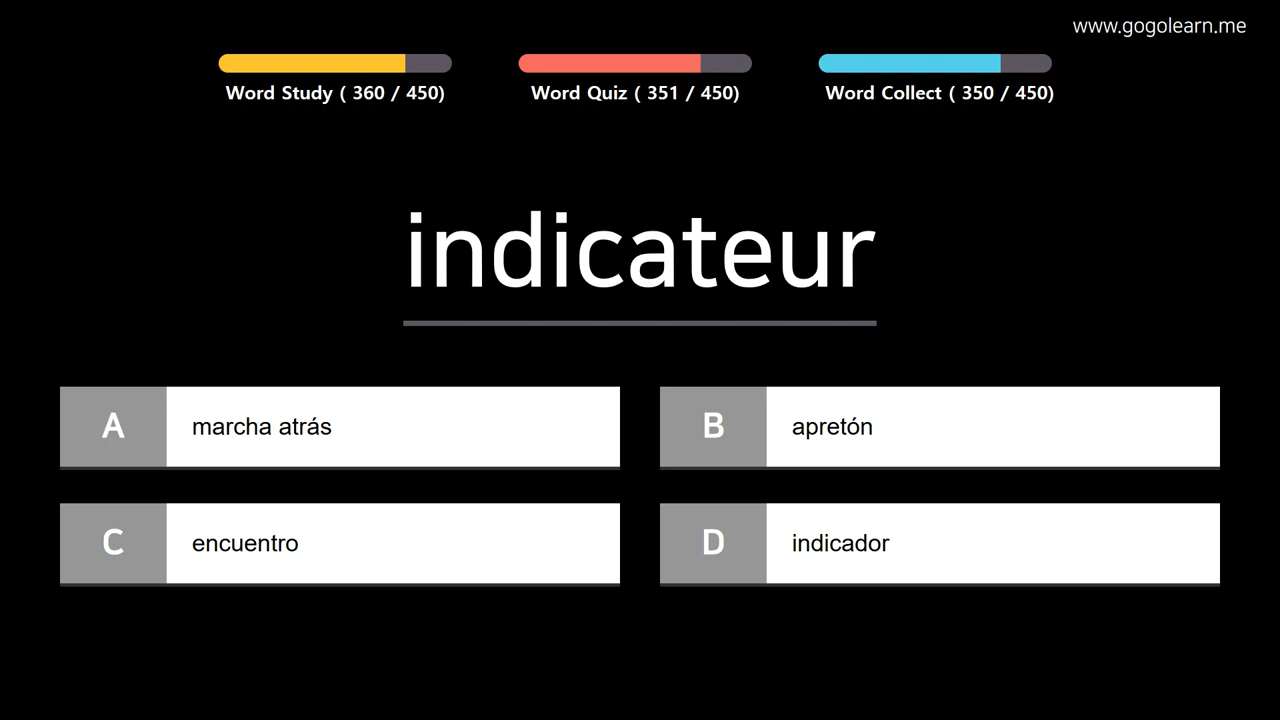 www.gogolearn.me
Word Study ( 360 / 450)
Word Quiz ( 351 / 450)
Word Collect ( 350 / 450)
indicateur
A marcha atrás
B apretón
C encuentro
D indicador